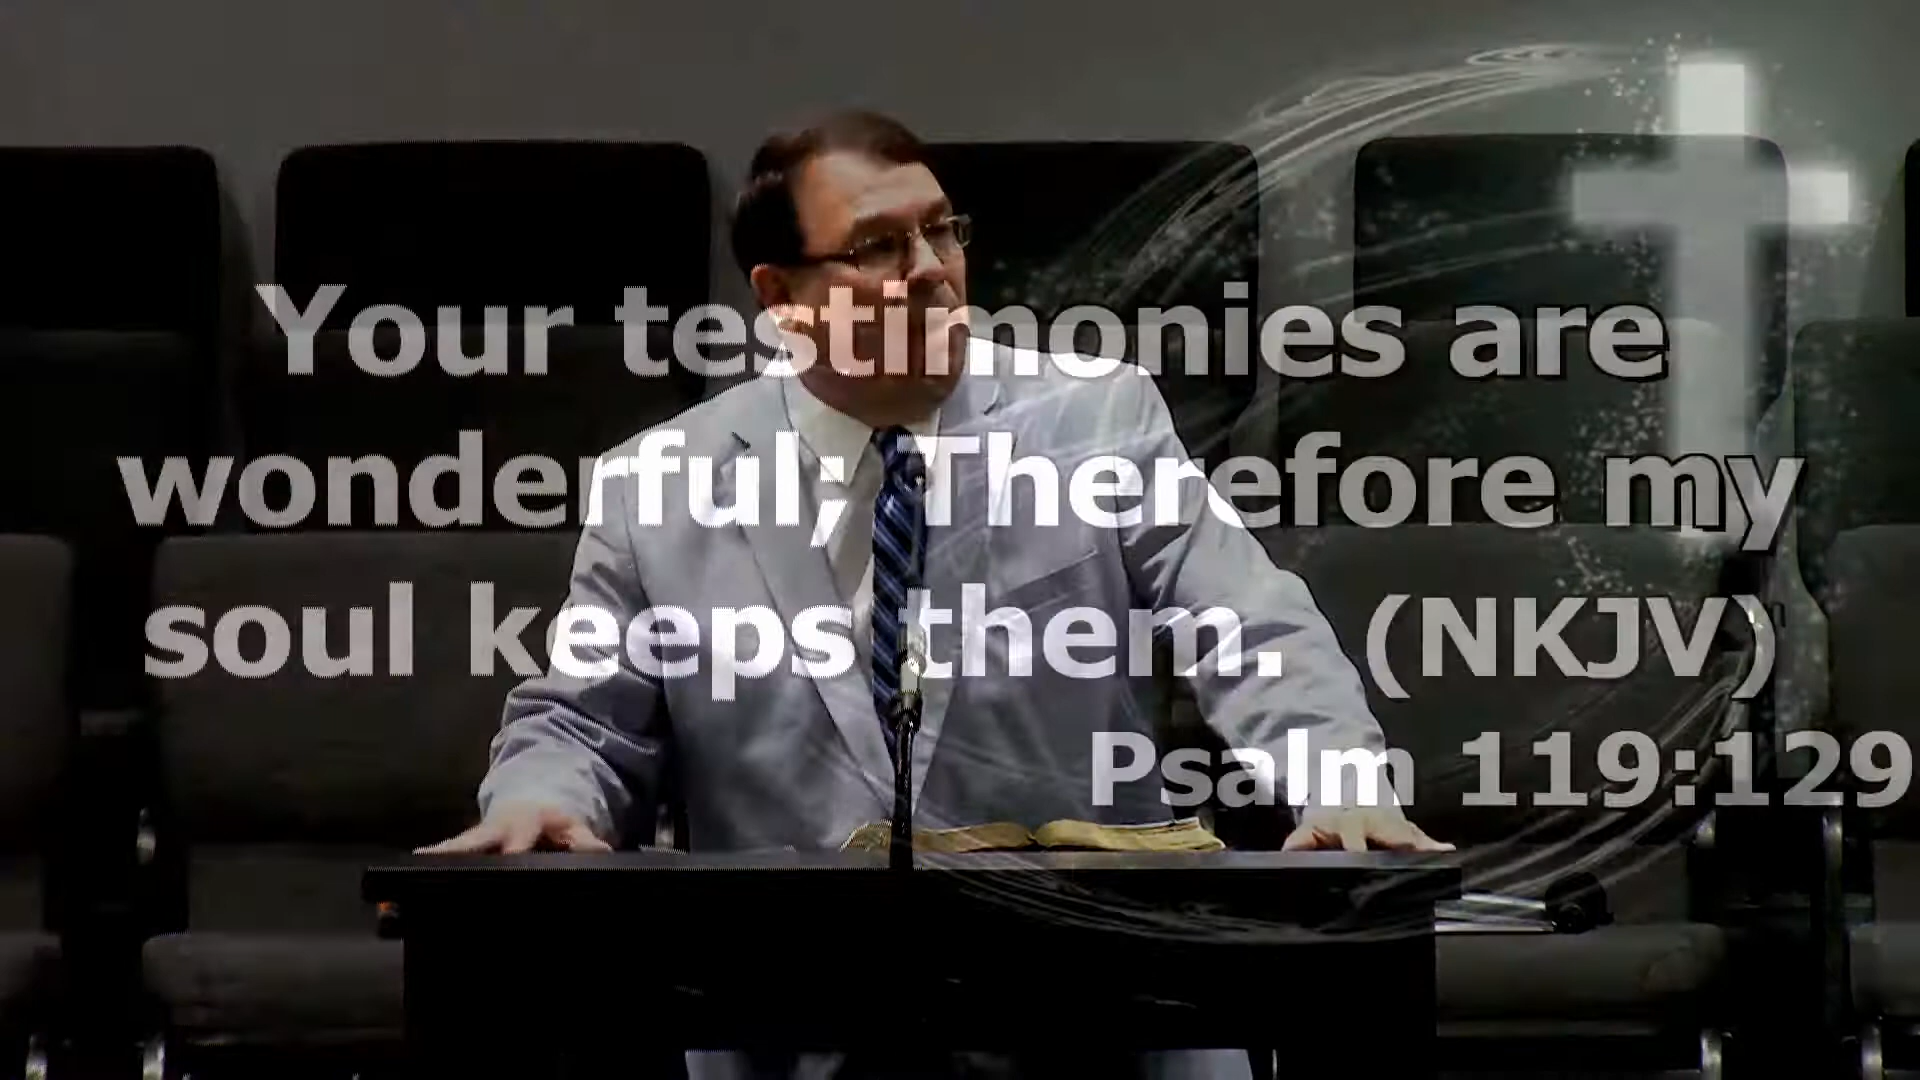 Your testimonies are
wonderful; Therefore my
soul keeps them. (NKJV)
Psalm 119:129